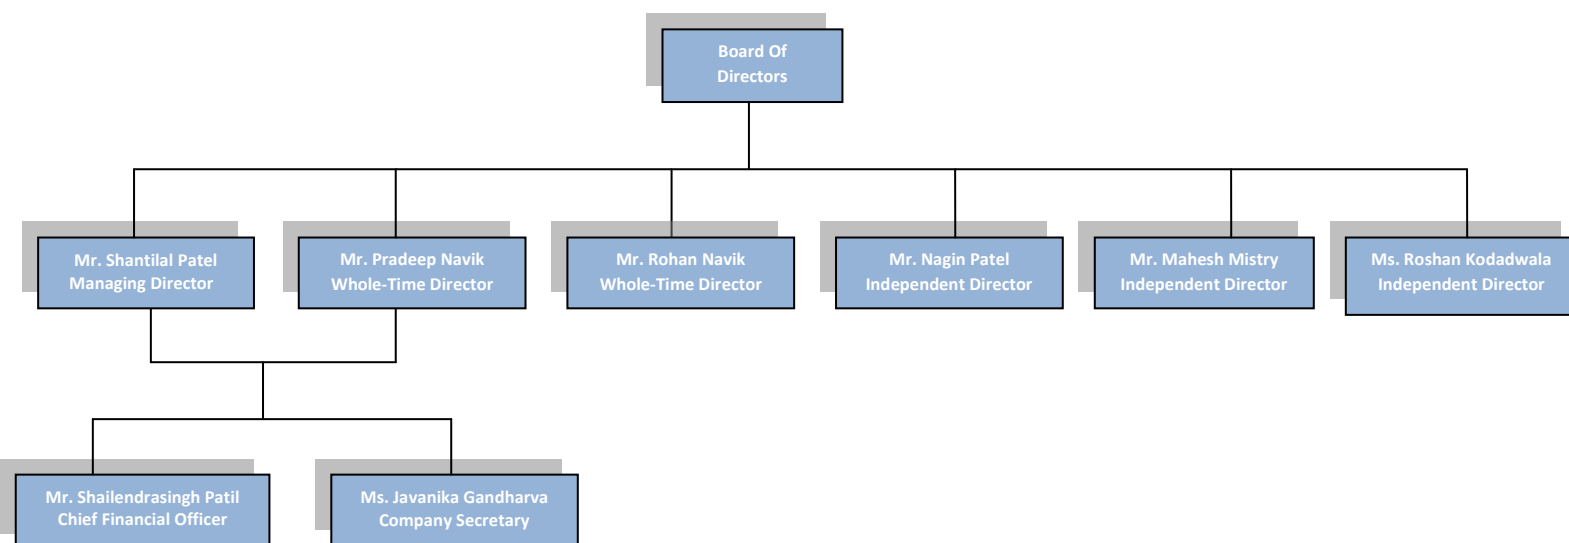 Board Of
Directors
Mr. Shantilal Patel
Managing Director
Mr. Pradeep Navik
Whole-Time Director
Mr. Rohan Navik
Whole-Time Director
Mr. Nagin Patel
Independent Director
Mr. Mahesh Mistry
Independent Director
Ms. Roshan Kodadwala
Independent Director
Mr. Shailendrasingh Patil
Chief Financial Officer
Ms. Javanika Gandharva
Company Secretary